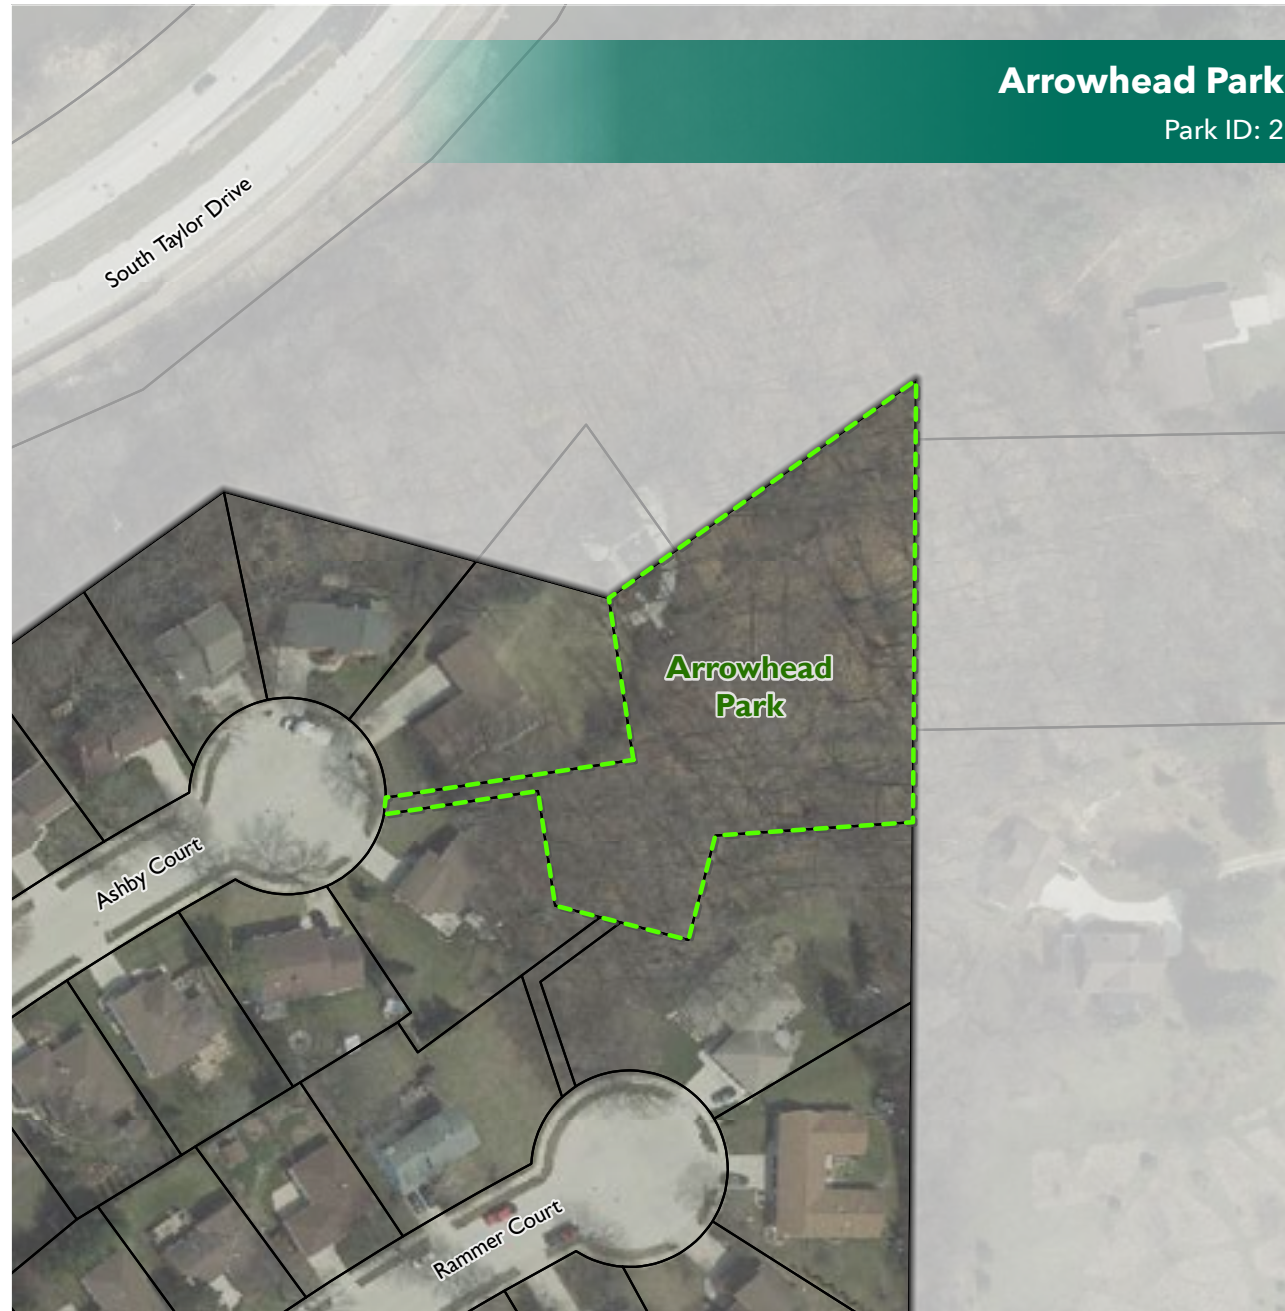 Arrowhead Park
Park ID: 2
South Taylor Drive
Arrowhead
Park
Ashby Court
Rammer Court